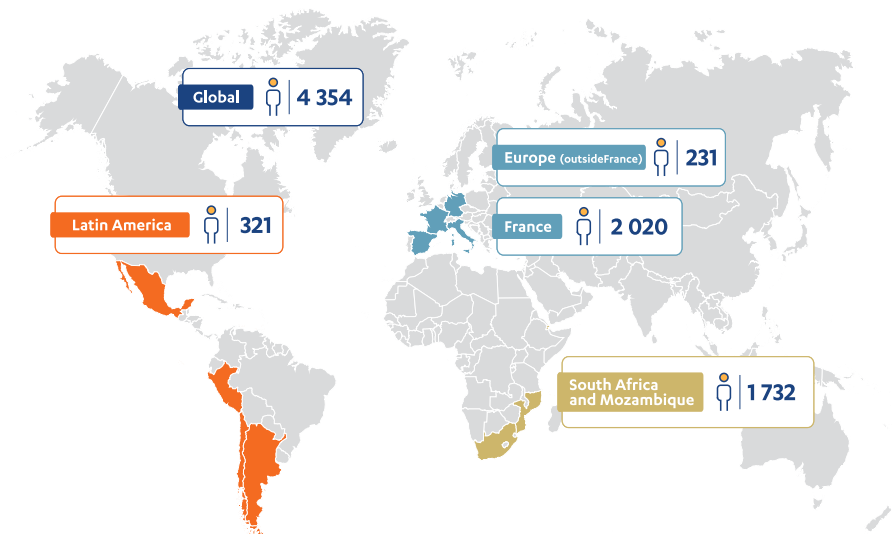 Global 4 354
Europe (outsideFrance) 231
Latin America 321
France 2 020
South Africa
and Mozambique 1 732